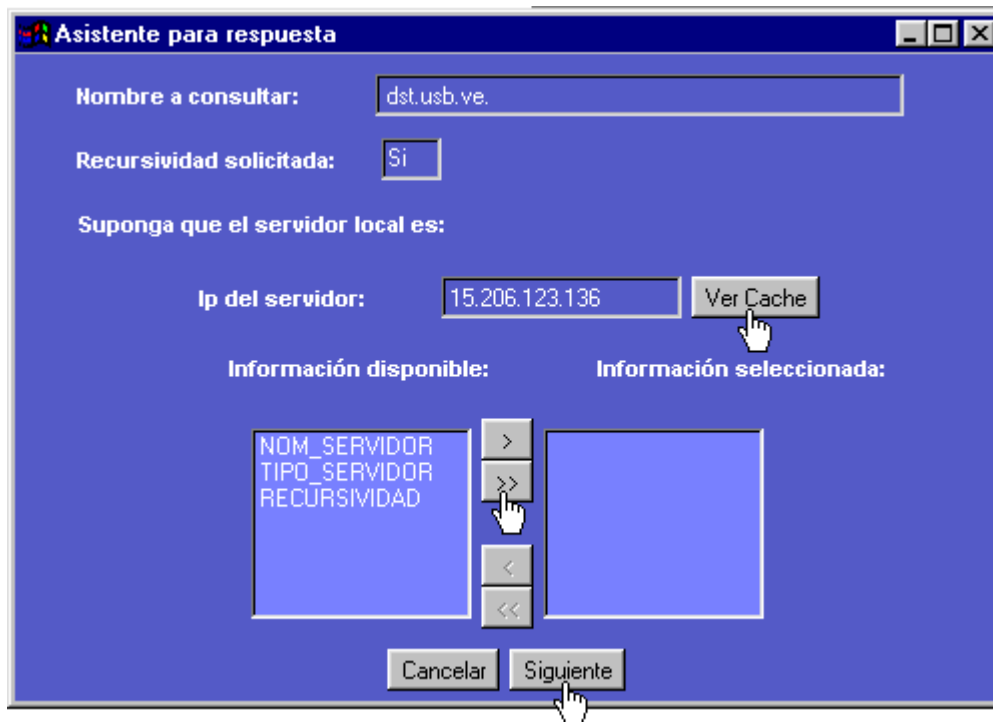 Asistente para respuesta
Nombre a consultar: dst.usb.ve.
Recursividad solicitada: Si
Suponga que el servidor local es:
Ip del servidor: 15.206.123.136 Ver Cache
Información disponible: Información seleccionada:
NOM_SERVIDOR >
TIPO_SERVIDOR >>
RECURSIVIDAD
<
<<
Cancelar Siguiente